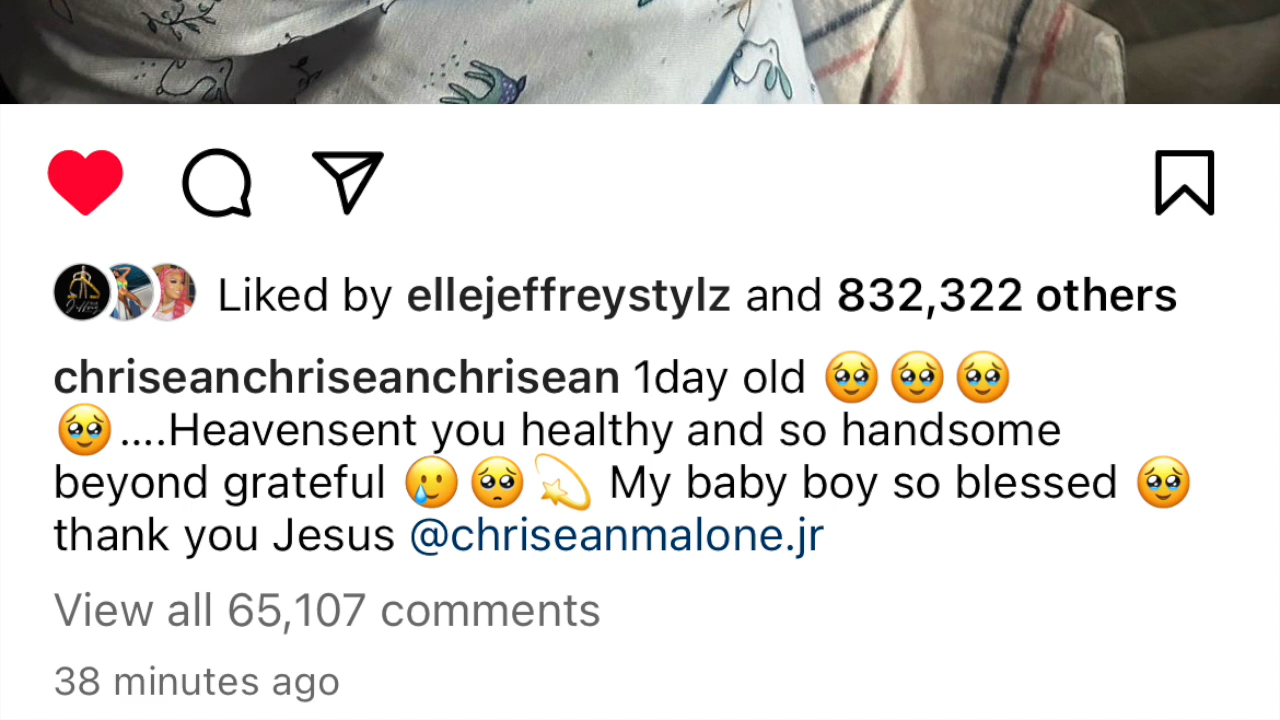 Liked by ellejeffreystylz and 832,322 others
chriseanchriseanchrisean 1day old 🥹🥹🥹
🥹....Heavensent you healthy and so handsome
beyond grateful 🥲🥺💫 My baby boy so blessed 🥹
thank you Jesus @chriseanmalone.jr
View all 65,107 comments
38 minutes ago